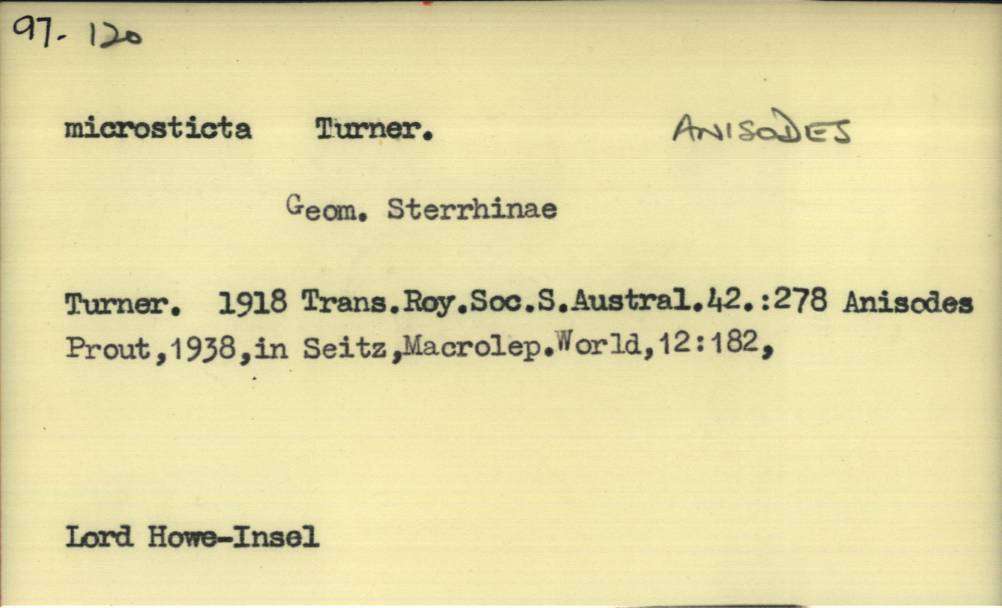 97. 120
microsticta Turner. ANISODES
Geom. Sterrhinae
Turner. 1918 Trans.Roy.Soc.S.Austral.42.:278 Anisodes
Prout,1938,in Seitz,Macrolep.World,12:182,
Lord Howe-Insel